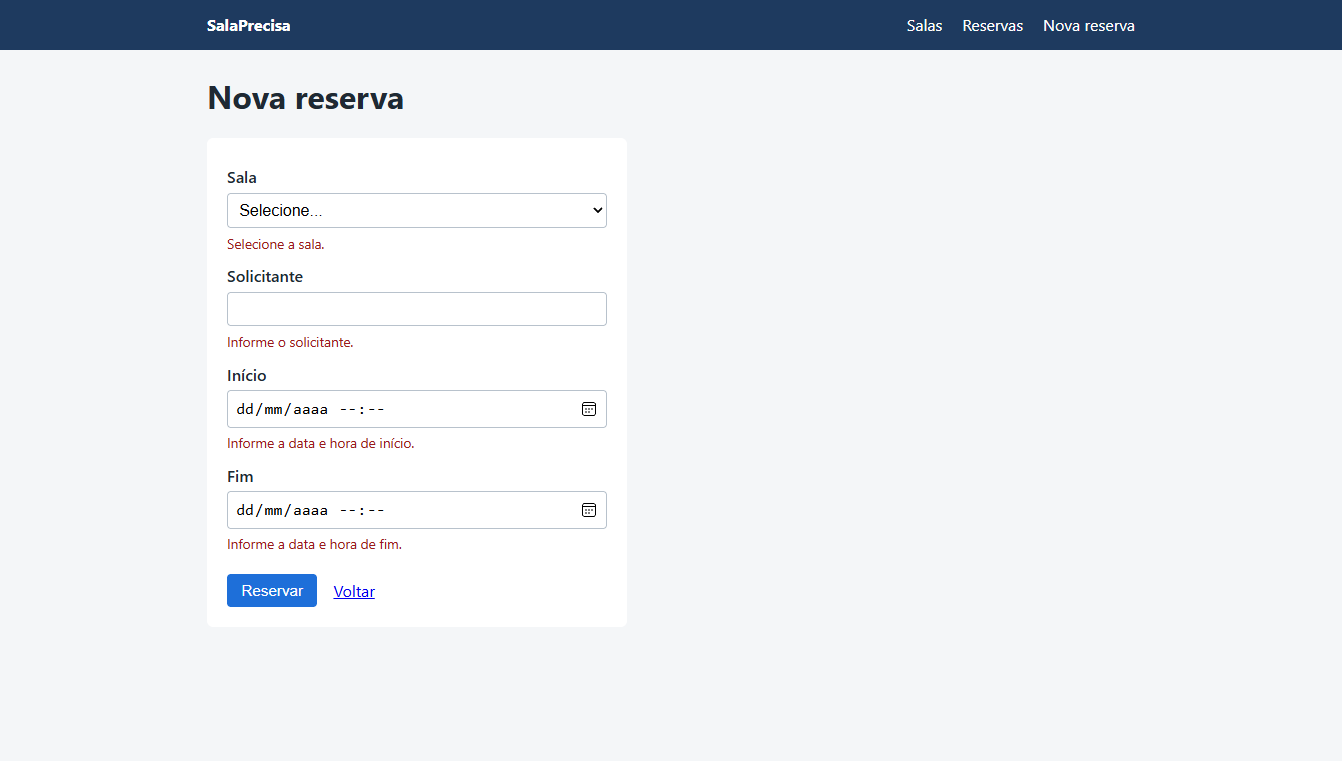 SalaPrecisa Salas Reservas Nova reserva
Nova reserva
Sala
Selecione...
Selecione a sala.
Solicitante
Informe o solicitante.
Início
dd/mm/aaaa --:--
Informe a data e hora de início.
Fim
dd/mm/aaaa --:--
Informe a data e hora de fim.
Reservar Voltar